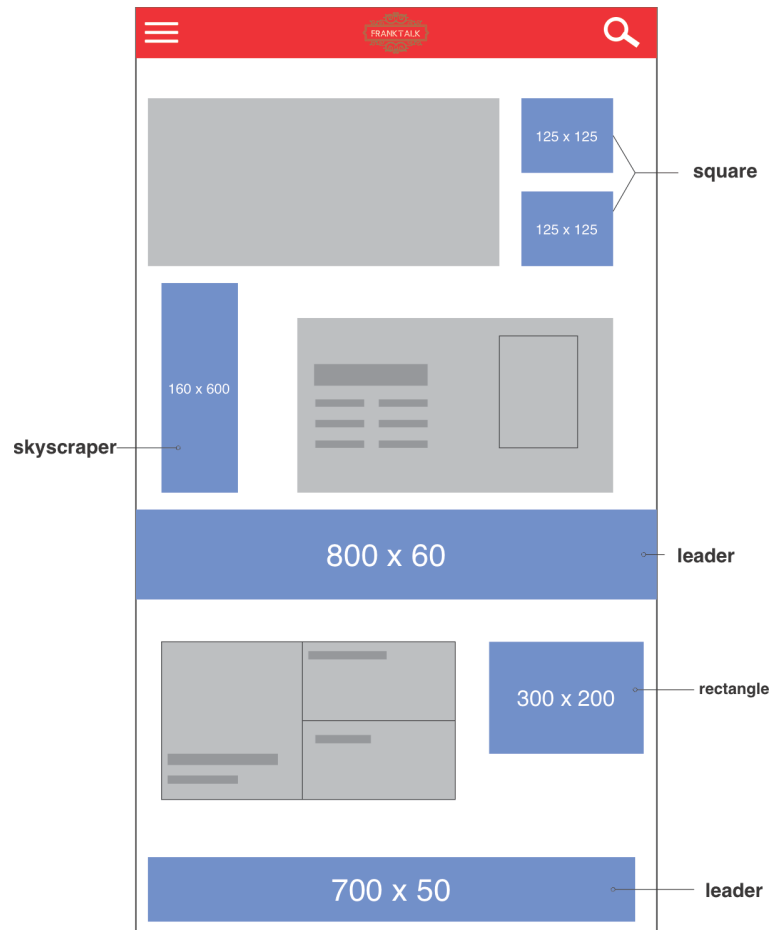 FRANKTALK
125 x 125
square
125 x 125
160 x 600
skyscraper
800 x 60
leader
rectangle
300 x 200
700 x 50
leader